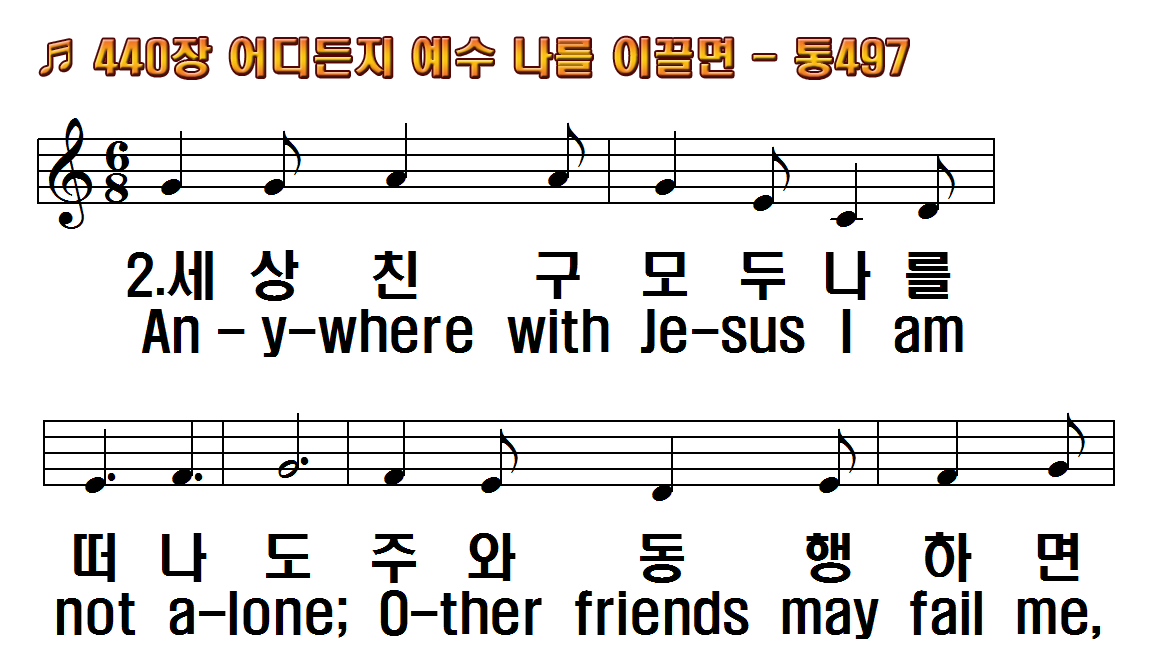 ♬ 440장 어디든지 예수 나를 이끌면 - 통497
6
8
2.세 상 친 구 모 두 나 를
An-y-where with Je-sus I am
떠 나 도 주 와 동 행 하 면
not a-lone; O-ther friends may fail me,